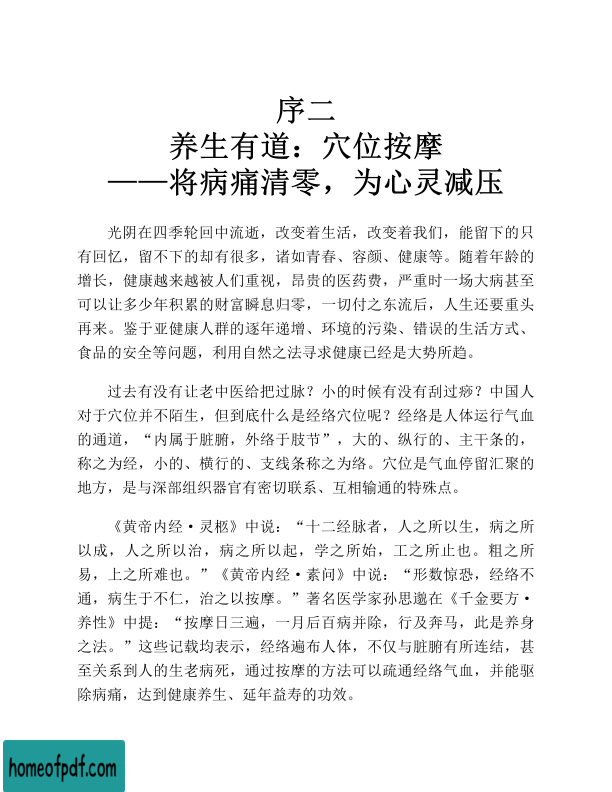 序二
养生有道：穴位按摩
——将病痛清零，为心灵减压
光阴在四季轮回中流逝，改变着生活，改变着我们，能留下的只
有回忆，留不下的却有很多，诸如青春、容颜、健康等。随着年龄的
增长，健康越来越被人们重视，昂贵的医药费，严重时一场大病甚至
可以让多少年积累的财富瞬息归零，一切付之东流后，人生还要重头
再来。鉴于亚健康人群的逐年递增、环境的污染、错误的生活方式、
食品的安全等问题，利用自然之法寻求健康已经是大势所趋。
过去有没有让老中医给把过脉？小的时候有没有刮过痧？中国人
对于穴位并不陌生，但到底什么是经络穴位呢？经络是人体运行气血
的通道，“内属于脏腑，外络于肢节”，大的、纵行的、主干条的，
称之为经，小的、横行的、支线条称之为络。穴位是气血停留汇聚的
地方，是与深部组织器官有密切联系、互相输通的特殊点。
《黄帝内经·灵枢》中说：“十二经脉者，人之所以生，病之所
以成，人之所以治，病之所以起，学之所始，工之所止也。粗之所
易，上之所难也。”《黄帝内经·素问》中说：“形数惊恐，经络不
通，病生于不仁，治之以按摩。”著名医学家孙思邈在《千金要方·
养性》中提：“按摩日三遍，一月后百病并除，行及奔马，此是养身
之法。”这些记载均表示，经络遍布人体，不仅与脏腑有所连结，甚
至关系到人的生老病死，通过按摩的方法可以疏通经络气血，并能驱
除病痛，达到健康养生、延年益寿的功效。
homeofpdf.com